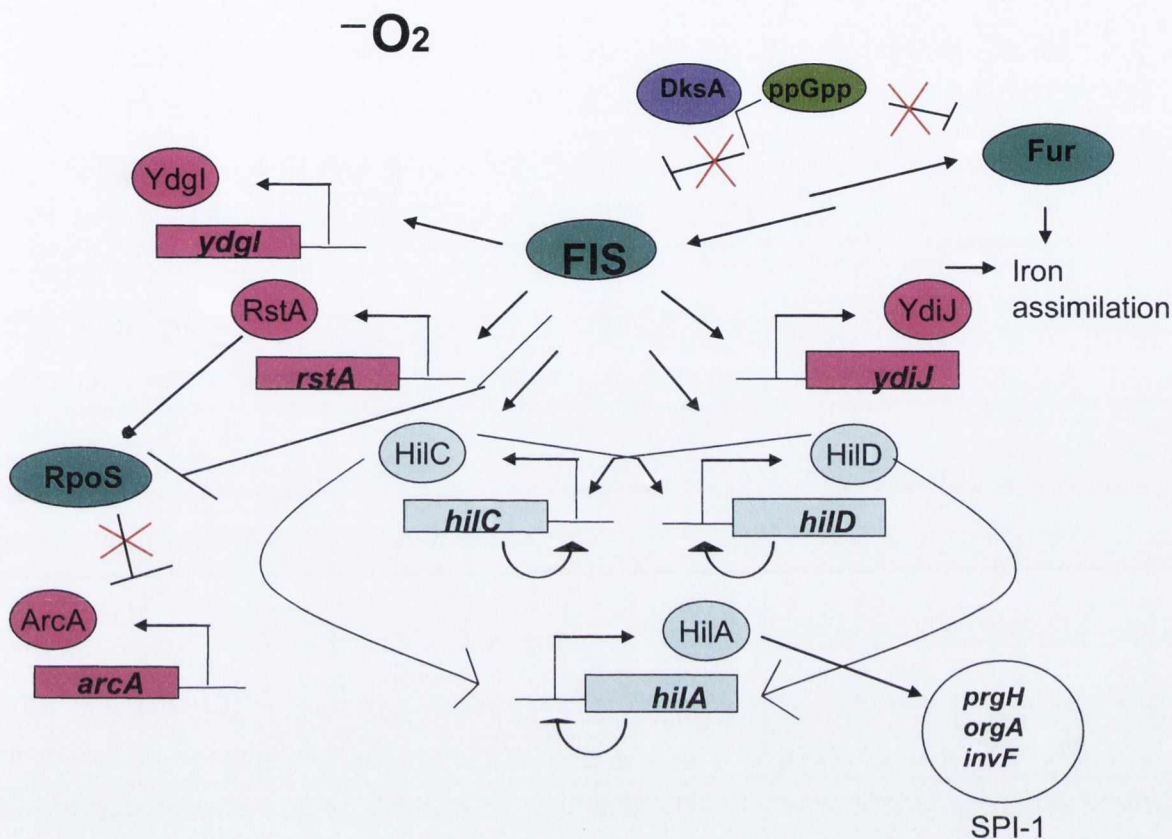 −O2
DksA
ppGpp
Fur
YdgI
ydgI
FIS
Iron
assimilation
RstA
rstA
YdiJ
ydiJ
HilC
HilD
RpoS
hilC
hilD
ArcA
arcA
HilA
hilA
prgH
orgA
invF
SPI-1